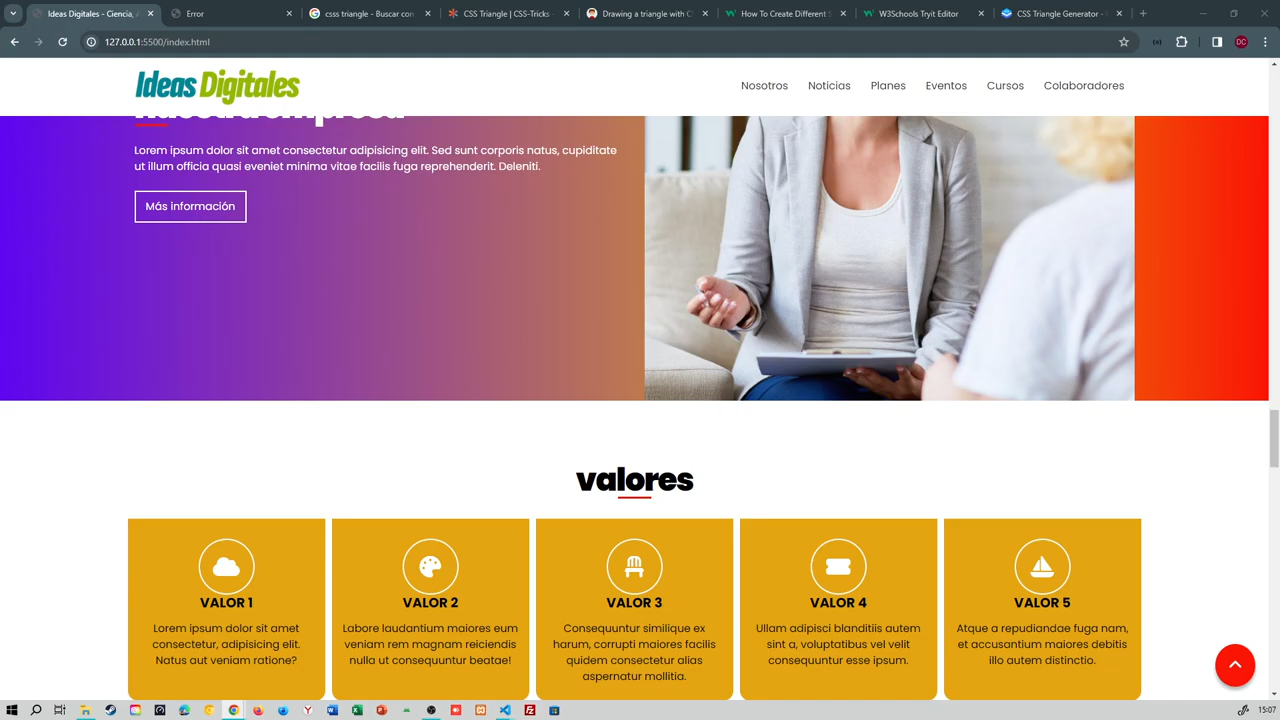 Ideas Digitales - Ciencia, A
Error
csss triangle - Buscar con
CSS Triangle | CSS-Tricks -
Drawing a triangle with C
How To Create Different S
W3Schools Tryit Editor
CSS Triangle Generator -
127.0.0.1:5500/index.html
DC
Ideas Digitales
Nosotros
Noticias
Planes
Eventos
Cursos
Colaboradores
Lorem ipsum dolor sit amet consectetur adipisicing elit. Sed sunt corporis natus, cupiditate
ut illum officia quasi eveniet minima vitae facilis fuga reprehenderit. Deleniti.
Más información
valores
VALOR 1
Lorem ipsum dolor sit amet
consectetur, adipisicing elit.
Natus aut veniam ratione?
VALOR 2
Labore laudantium maiores eum
veniam rem magnam reiciendis
nulla ut consequuntur beatae!
VALOR 3
Consequuntur similique ex
harum, corrupti maiores facilis
quidem consectetur alias
aspernatur mollitia.
VALOR 4
Ullam adipisci blanditiis autem
sint a, voluptatibus vel velit
consequuntur esse ipsum.
VALOR 5
Atque a repudiandae fuga nam,
et accusantium maiores debitis
illo autem distinctio.
15:07